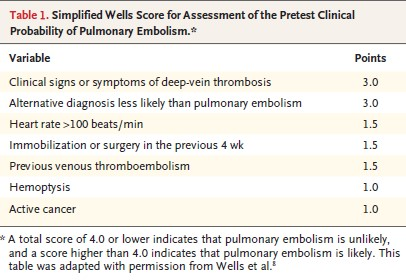 Table 1. Simplified Wells Score for Assessment of the Pretest Clinical
Probability of Pulmonary Embolism.*
Variable Points
Clinical signs or symptoms of deep-vein thrombosis 3.0
Alternative diagnosis less likely than pulmonary embolism 3.0
Heart rate >100 beats/min 1.5
Immobilization or surgery in the previous 4 wk 1.5
Previous venous thromboembolism 1.5
Hemoptysis 1.0
Active cancer 1.0
* A total score of 4.0 or lower indicates that pulmonary embolism is unlikely,
and a score higher than 4.0 indicates that pulmonary embolism is likely. This
table was adapted with permission from Wells et al.⁸